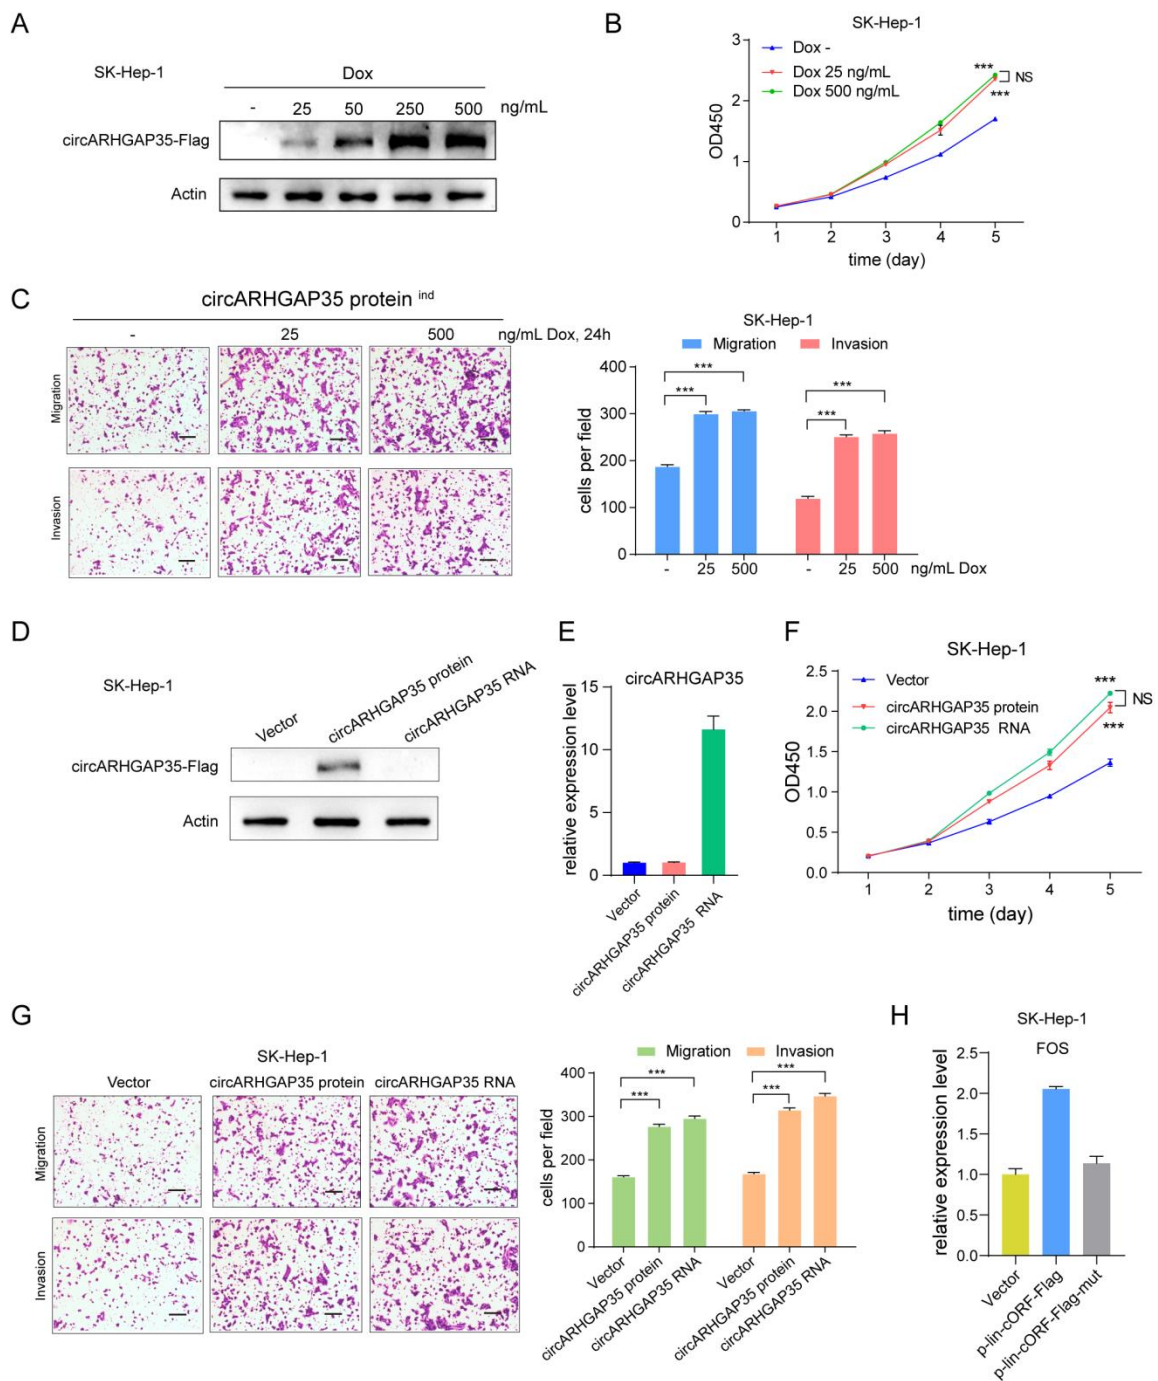 A
SK-Hep-1
Dox
- 25 50 250 500 ng/mL
circARHGAP35-Flag
Actin
B
SK-Hep-1
Dox -
Dox 25 ng/mL
Dox 500 ng/mL
OD450
3
2
1
0
***
NS
***
1 2 3 4 5
time (day)
C
circARHGAP35 protein ind
- 25 500 ng/mL Dox, 24h
Migration
Invasion
SK-Hep-1
Migration Invasion
cells per field
400
300
200
100
0
***
***
***
***
- 25 500 - 25 500 ng/mL Dox
D
SK-Hep-1
Vector
circARHGAP35 protein
circARHGAP35 RNA
circARHGAP35-Flag
Actin
E
circARHGAP35
relative expression level
15
10
5
0
Vector
circARHGAP35 protein
circARHGAP35 RNA
F
SK-Hep-1
Vector
circARHGAP35 protein
circARHGAP35 RNA
OD450
2.5
2.0
1.5
1.0
0.5
0.0
***
NS
***
1 2 3 4 5
time (day)
G
SK-Hep-1
Vector circARHGAP35 protein circARHGAP35 RNA
Migration
Invasion
Migration Invasion
cells per field
400
300
200
100
0
***
***
***
***
Vector
circARHGAP35 protein
circARHGAP35 RNA
Vector
circARHGAP35 protein
circARHGAP35 RNA
H
SK-Hep-1
FOS
relative expression level
2.5
2.0
1.5
1.0
0.5
0.0
Vector
p-lin-cORF-Flag
p-lin-cORF-Flag-mut